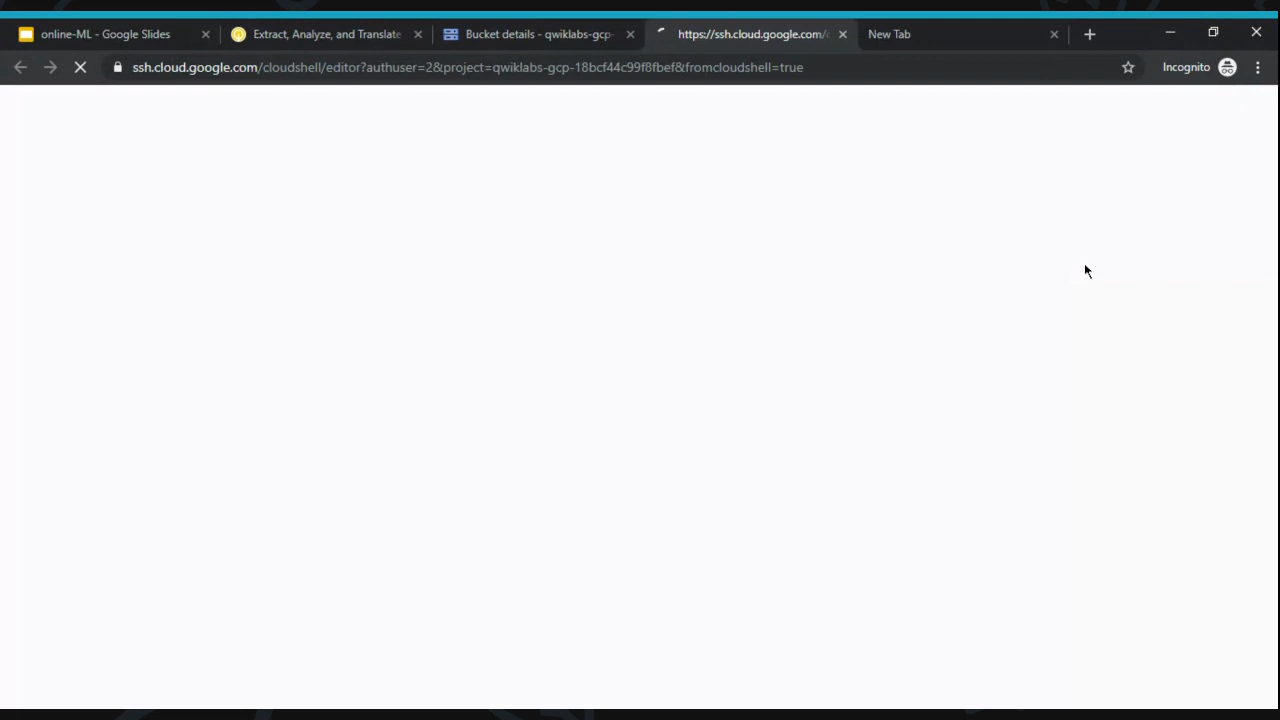 online-ML - Google Slides
Extract, Analyze, and Translate
Bucket details - qwiklabs-gcp-
https://ssh.cloud.google.com/c
New Tab
ssh.cloud.google.com/cloudshell/editor?authuser=2&project=qwiklabs-gcp-18bcf44c99f8fbef&fromcloudshell=true
Incognito